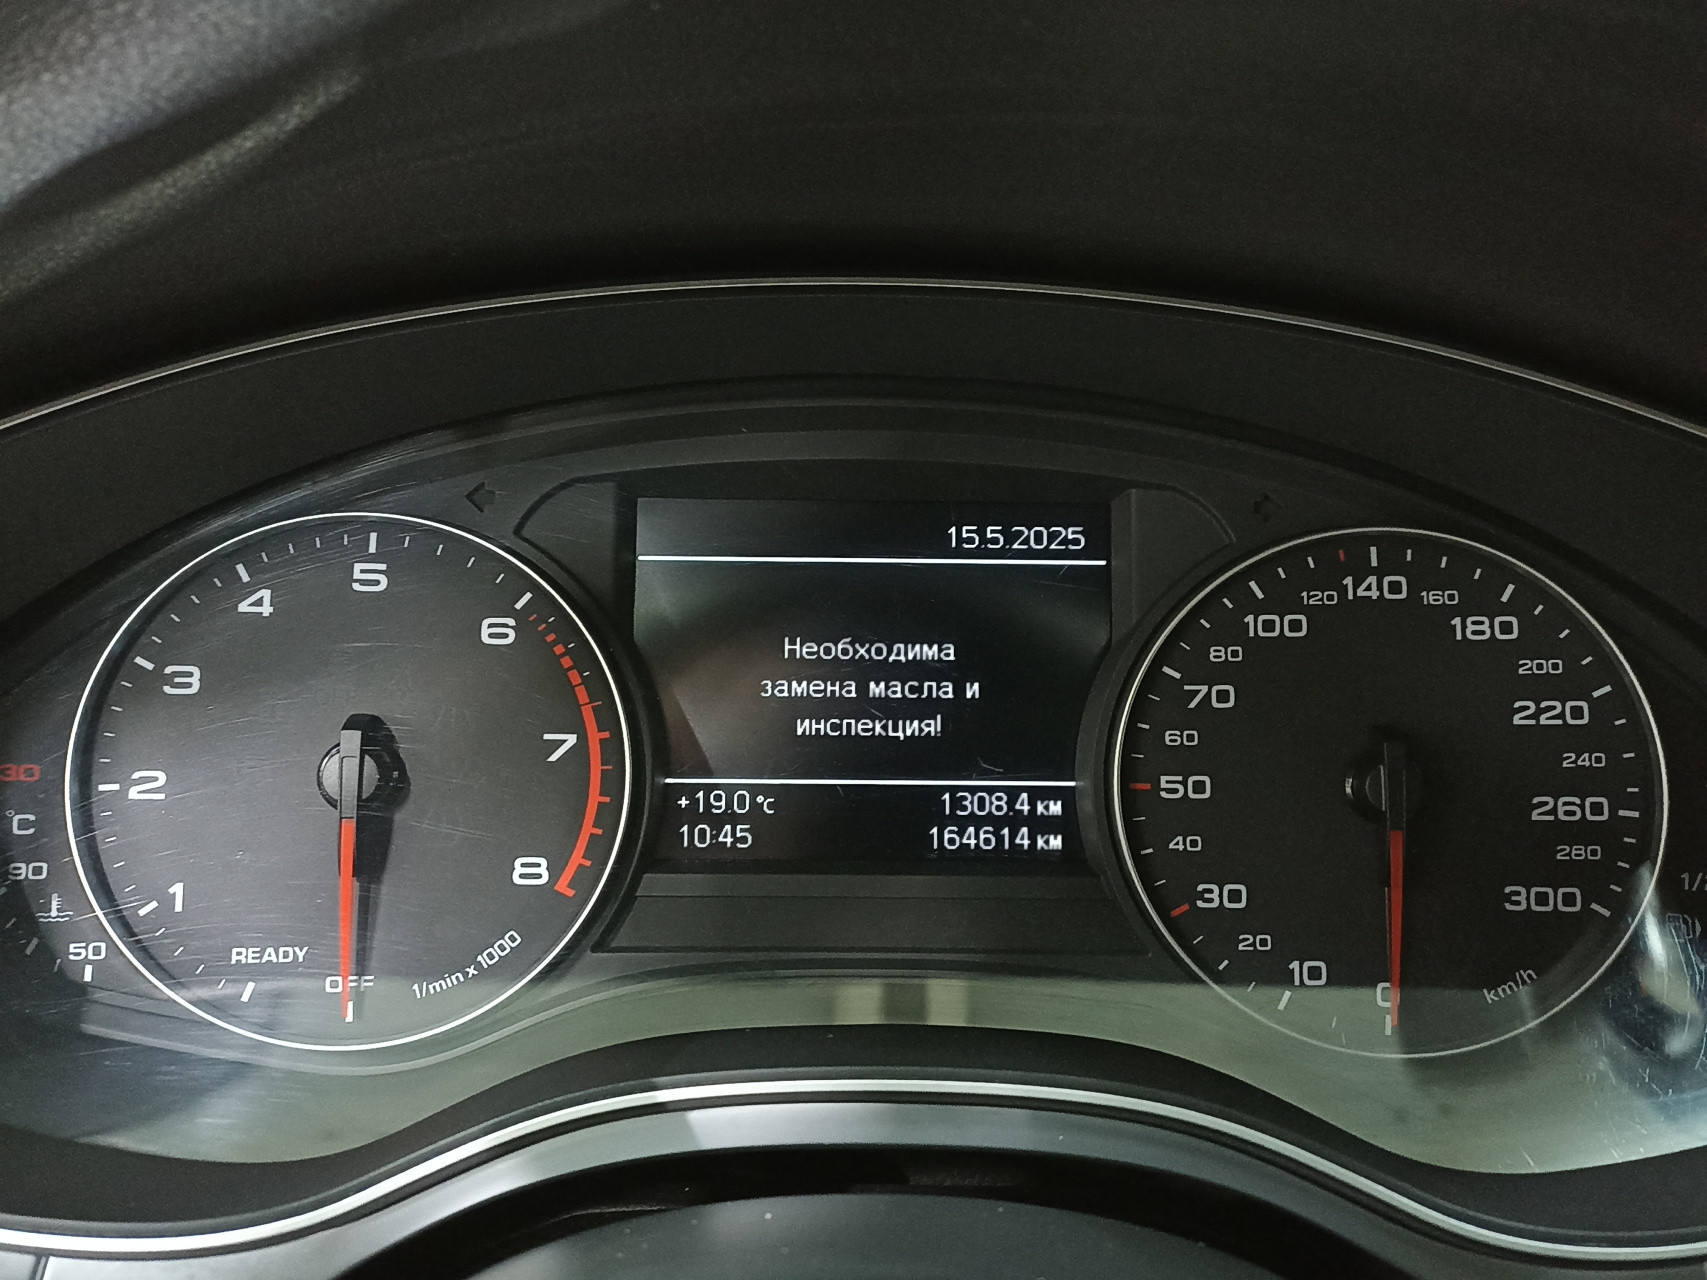 15.5.2025
Необходима
замена масла и
инспекция!
+19.0 °C 1308.4 км
10:45 164614 км
1 2 3 4 5 6 7 8
READY
OFF
1/min x 1000
0 10 20 30 40 50 60 70 80 100 120 140 160 180 200 220 240 260 280 300
km/h
°C
90
50